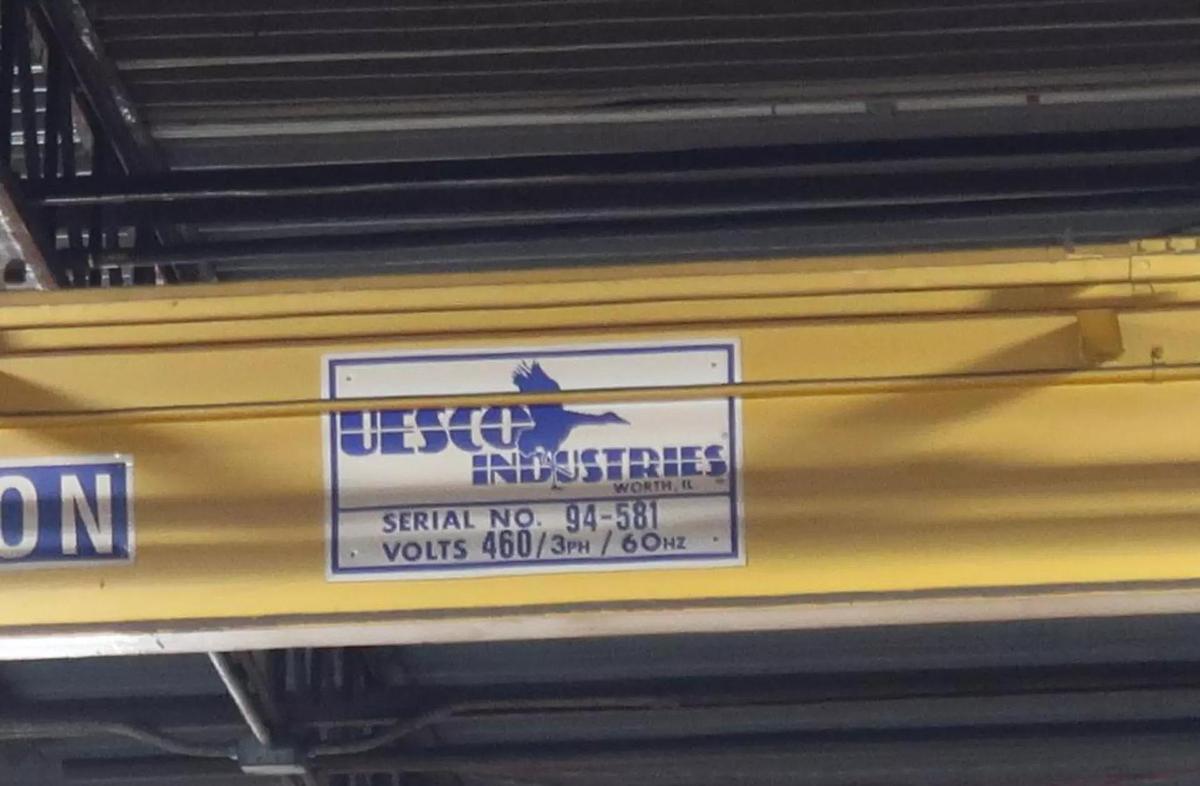 UESCO
INDUSTRIES
WORTH, IL
SERIAL NO. 94-581
VOLTS 460/3PH/60HZ
ON